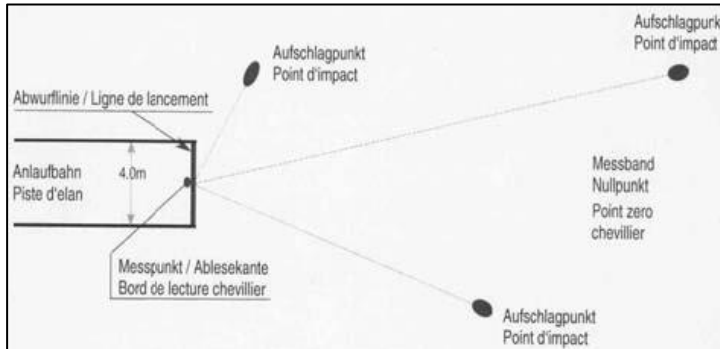 Aufschlagpunkt
Point d'impact
Aufschlagpunkt
Point d'impact
Abwurflinie / Ligne de lancement
Anlaufbahn
Piste d'elan
4.0m
Messband
Nullpunkt
Point zero
chevillier
Messpunkt / Ablesekante
Bord de lecture chevillier
Aufschlagpunkt
Point d'impact